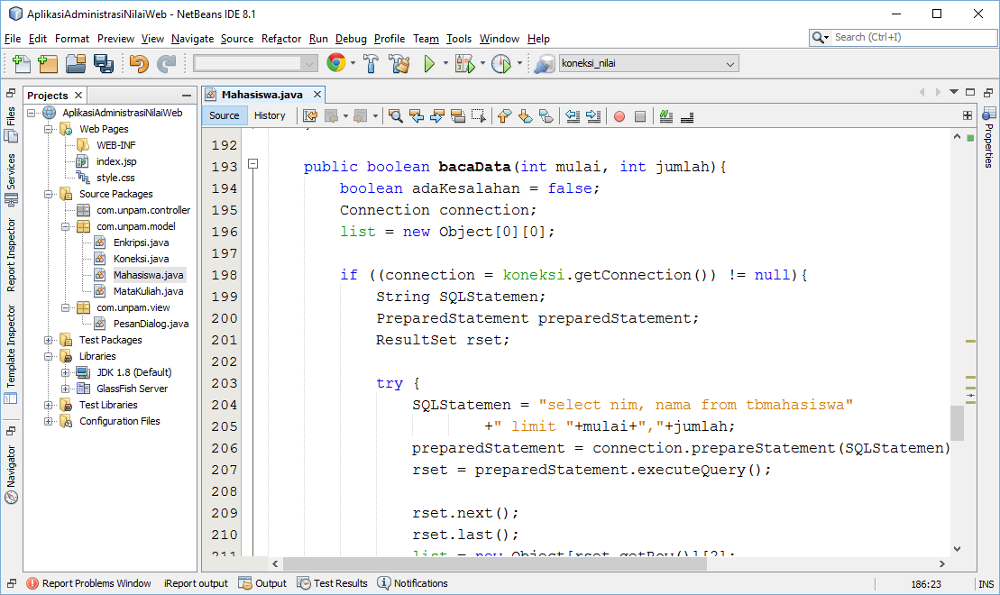 AplikasiAdministrasiNilaiWeb - NetBeans IDE 8.1
File Edit Format Preview View Navigate Source Refactor Run Debug Profile Team Tools Window Help
Search (Ctrl+I)
koneksi_nilai
Files
Services
Report Inspector
Template Inspector
Navigator
Projects
AplikasiAdministrasiNilaiWeb
Web Pages
WEB-INF
index.jsp
style.css
Source Packages
com.unpam.controller
com.unpam.model
Enkripsi.java
Koneksi.java
Mahasiswa.java
MataKuliah.java
com.unpam.view
PesanDialog.java
Test Packages
Libraries
JDK 1.8 (Default)
GlassFish Server
Test Libraries
Configuration Files
Mahasiswa.java
Source History
192
193 public boolean bacaData(int mulai, int jumlah){
194 boolean adaKesalahan = false;
195 Connection connection;
196 list = new Object[0][0];
197
198 if ((connection = koneksi.getConnection()) != null){
199 String SQLStatemen;
200 PreparedStatement preparedStatement;
201 ResultSet rset;
202
203 try {
204 SQLStatemen = "select nim, nama from tbmahasiswa"
205 +" limit "+mulai+","+jumlah;
206 preparedStatement = connection.prepareStatement(SQLStatemen)
207 rset = preparedStatement.executeQuery();
208
209 rset.next();
210 rset.last();
211 list = new Object[rset.getRow()][2];
Properties
Report Problems Window iReport output Output Test Results Notifications
186:23 INS